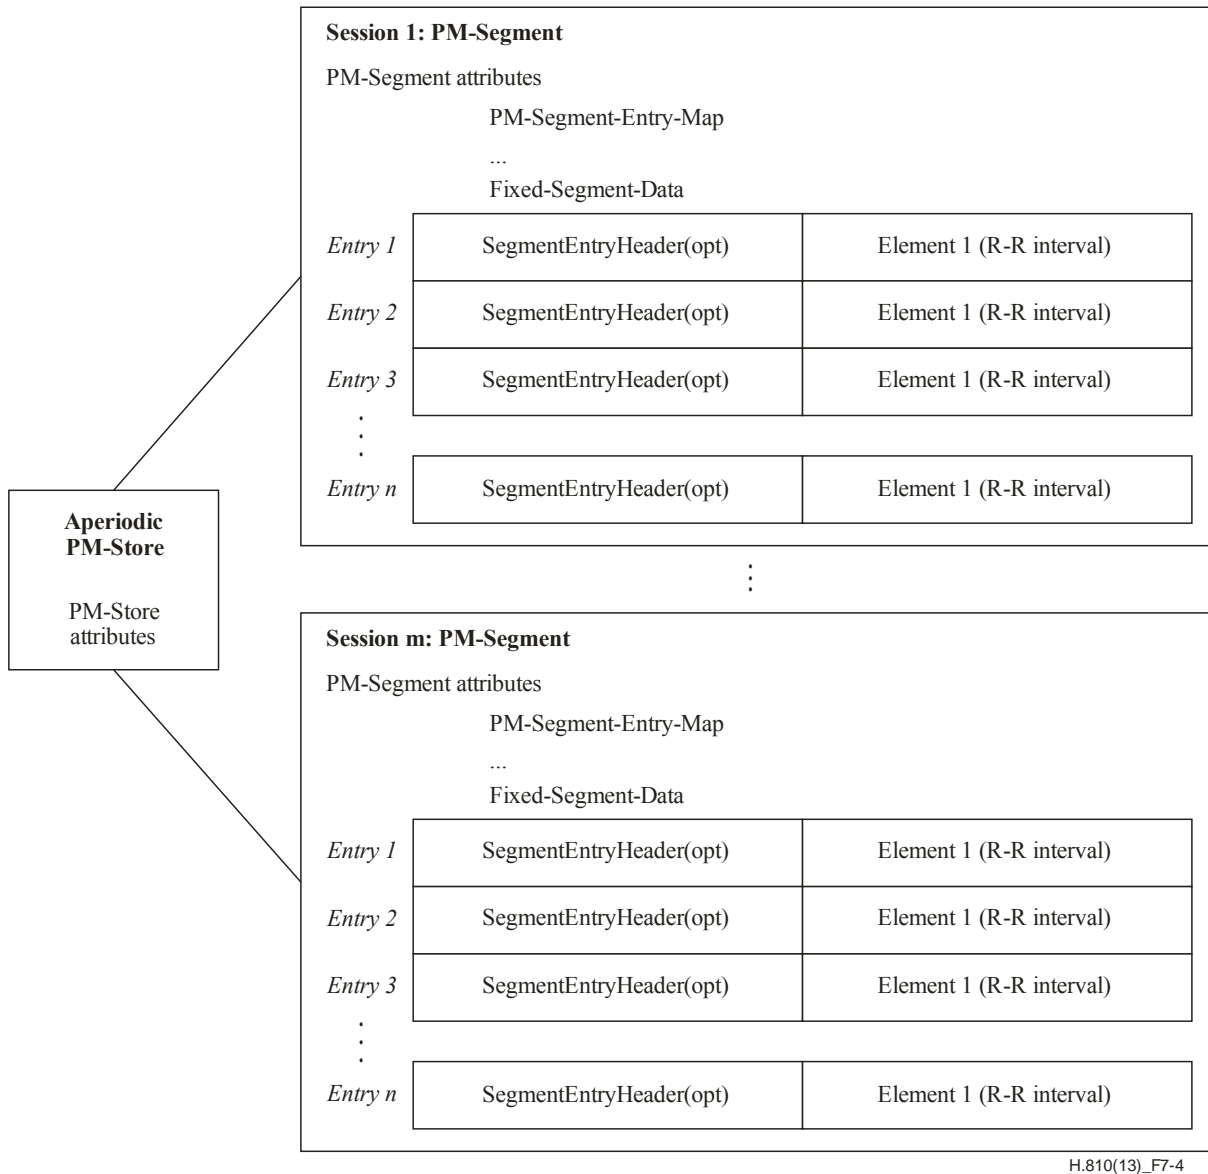 Session 1: PM-Segment
PM-Segment attributes
PM-Segment-Entry-Map
...
Fixed-Segment-Data
Entry 1 SegmentEntryHeader(opt) Element 1 (R-R interval)
Entry 2 SegmentEntryHeader(opt) Element 1 (R-R interval)
Entry 3 SegmentEntryHeader(opt) Element 1 (R-R interval)
Entry n SegmentEntryHeader(opt) Element 1 (R-R interval)
Aperiodic
PM-Store
PM-Store
attributes
Session m: PM-Segment
PM-Segment attributes
PM-Segment-Entry-Map
...
Fixed-Segment-Data
Entry 1 SegmentEntryHeader(opt) Element 1 (R-R interval)
Entry 2 SegmentEntryHeader(opt) Element 1 (R-R interval)
Entry 3 SegmentEntryHeader(opt) Element 1 (R-R interval)
Entry n SegmentEntryHeader(opt) Element 1 (R-R interval)
H.810(13)_F7-4